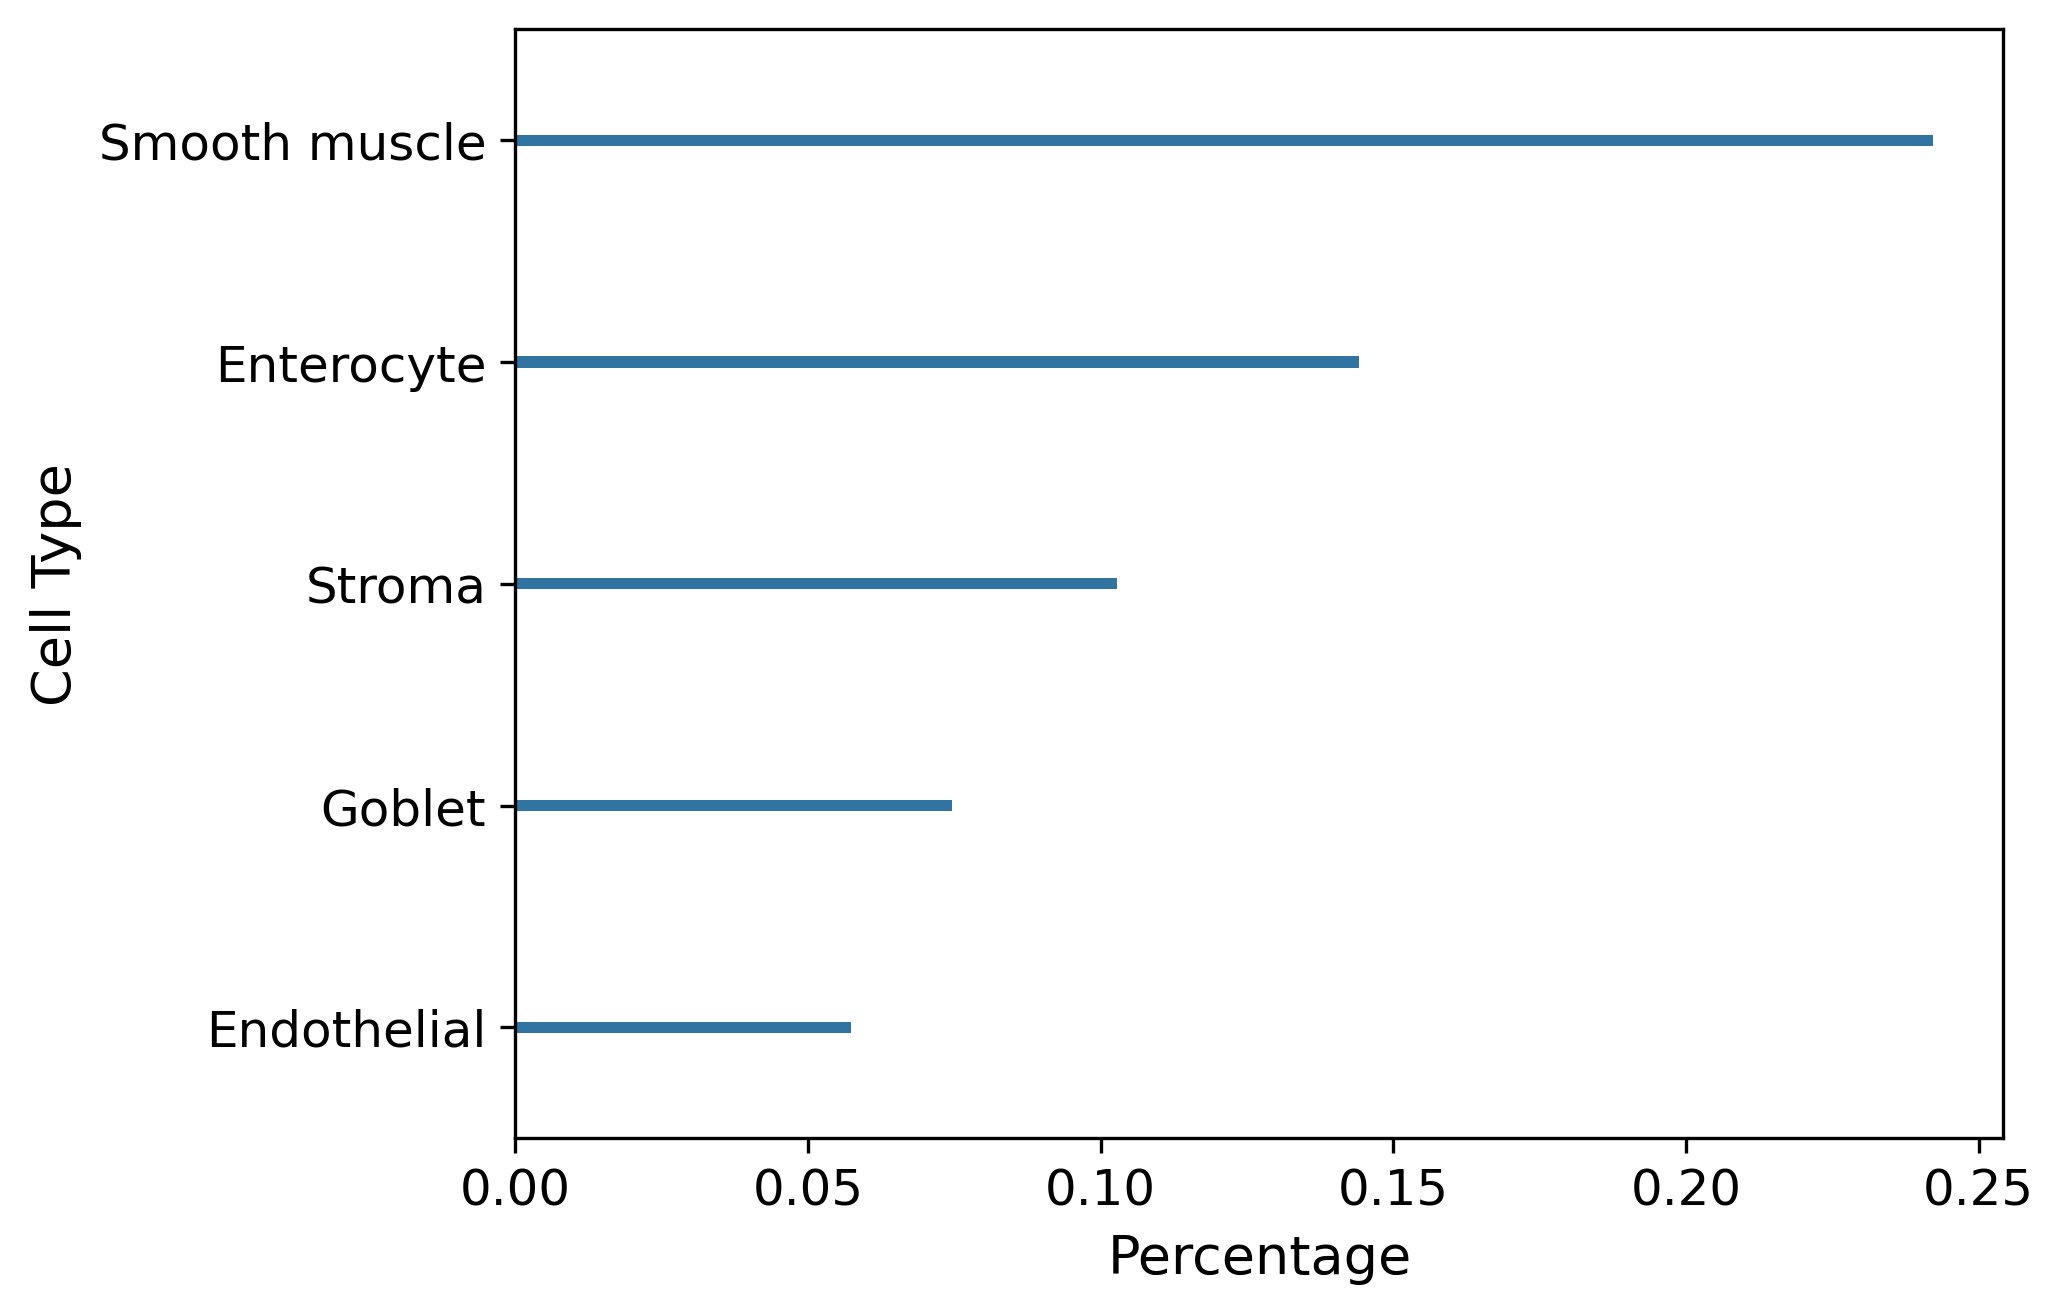 Smooth muscle
Enterocyte
Stroma
Goblet
Endothelial
Cell Type
0.00 0.05 0.10 0.15 0.20 0.25
Percentage